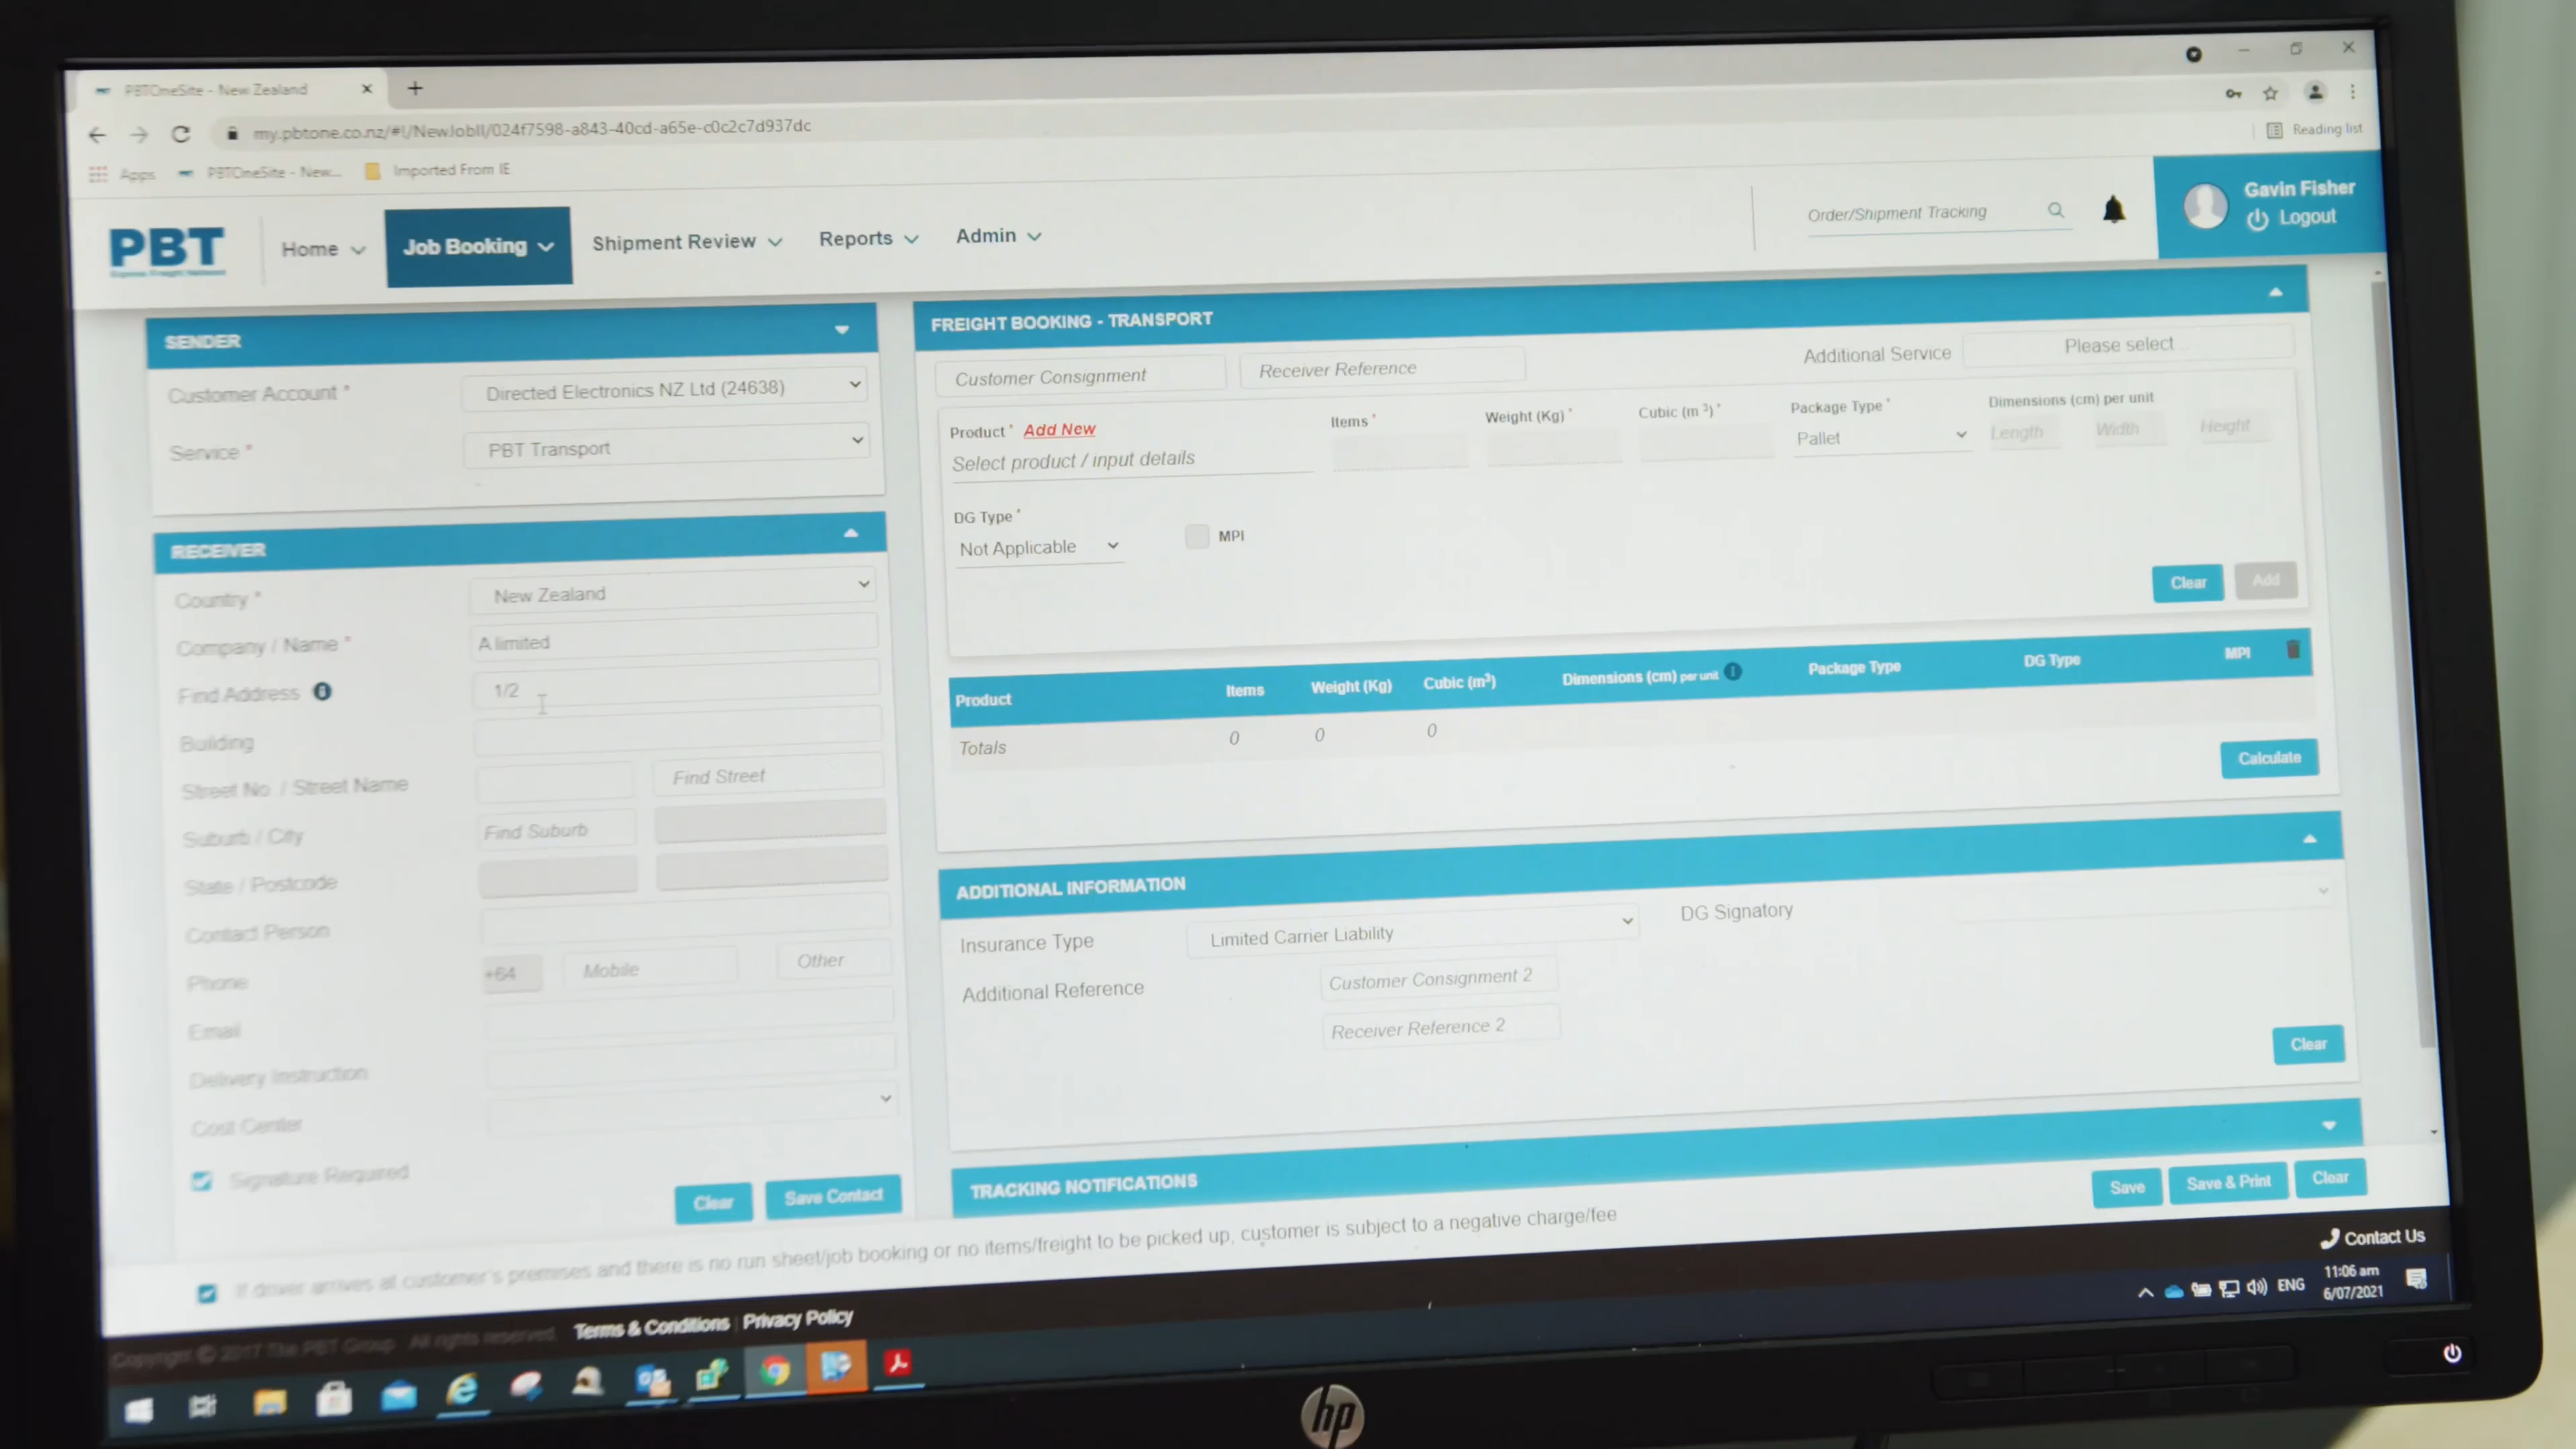 PBTOneSite - New Zealand
my.pbtone.co.nz/#!/NewJobII/024f7598-a843-40cd-a65e-c0c2c7d937dc
Reading list
Apps PBTOneSite - New... Imported From IE
PBT
Express Freight Network
Home Job Booking Shipment Review Reports Admin
Order/Shipment Tracking
Gavin Fisher
Logout
SENDER
Customer Account * Directed Electronics NZ Ltd (24638)
Service * PBT Transport
RECEIVER
Country * New Zealand
Company / Name * A limited
Find Address 1/2
Building
Street No. / Street Name Find Street
Suburb / City Find Suburb
State / Postcode
Contact Person
Phone +64 Mobile Other
Email
Delivery Instruction
Cost Center
Signature Required
Clear Save Contact
FREIGHT BOOKING - TRANSPORT
Customer Consignment Receiver Reference Additional Service Please select
Product * Add New Items * Weight (Kg) * Cubic (m 3) * Package Type * Dimensions (cm) per unit
Select product / input details Pallet Length Width Height
DG Type *
Not Applicable MPI
Clear Add
Product Items Weight (Kg) Cubic (m3) Dimensions (cm) per unit Package Type DG Type MPI
Totals 0 0 0
Calculate
ADDITIONAL INFORMATION
Insurance Type Limited Carrier Liability DG Signatory
Additional Reference Customer Consignment 2
Receiver Reference 2
Clear
TRACKING NOTIFICATIONS
Save Save & Print Clear
If driver arrives at customer's premises and there is no run sheet/job booking or no items/freight to be picked up, customer is subject to a negative charge/fee
Contact Us
Copyright © 2017 The PBT Group. All rights reserved. Terms & Conditions | Privacy Policy
ENG 11:06 am
6/07/2021
hp